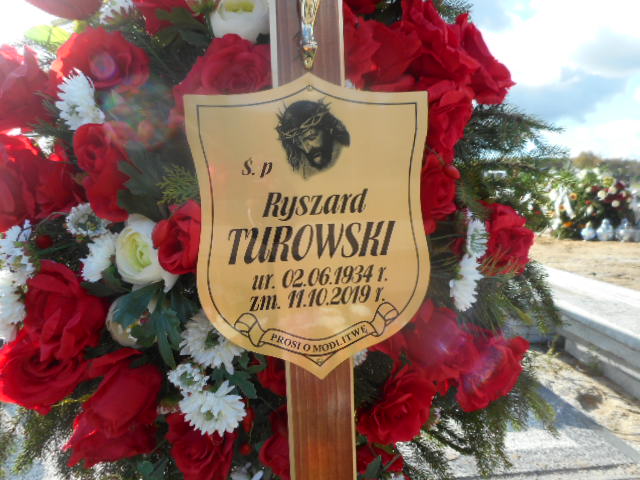 Ś. p
Ryszard
TUROWSKI
ur. 02.06.1934 r.
zm. 11.10.2019 r.
PROSI O MODLITWĘ